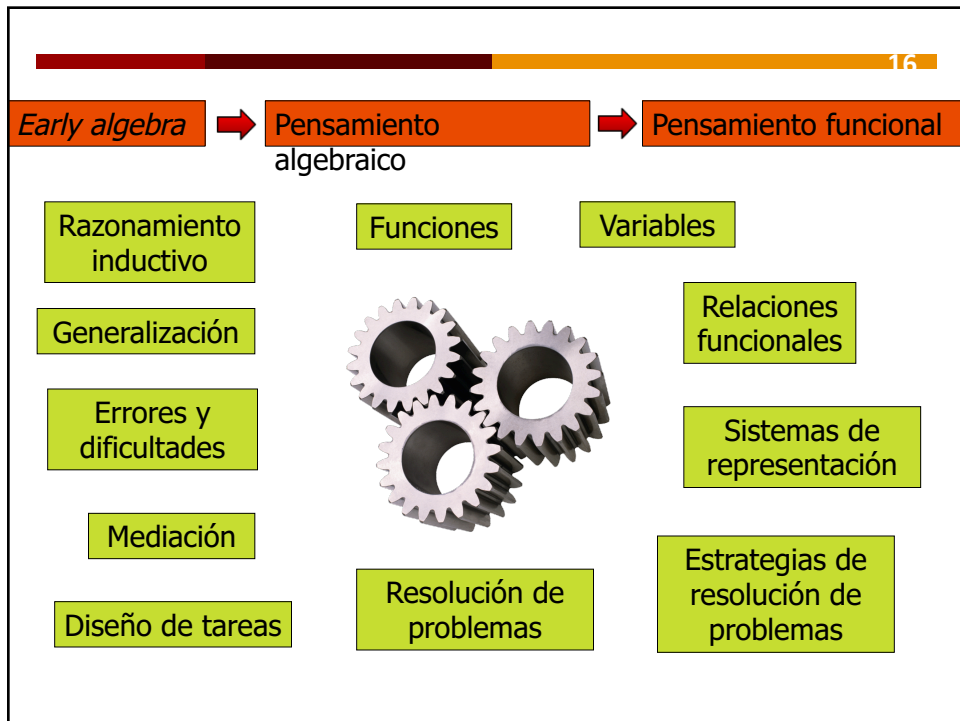 16
Early algebra
Pensamiento
algebraico
Pensamiento funcional
Razonamiento
inductivo
Funciones
Variables
Generalización
Relaciones
funcionales
Errores y
dificultades
Sistemas de
representación
Mediación
Diseño de tareas
Resolución de
problemas
Estrategias de
resolución de
problemas